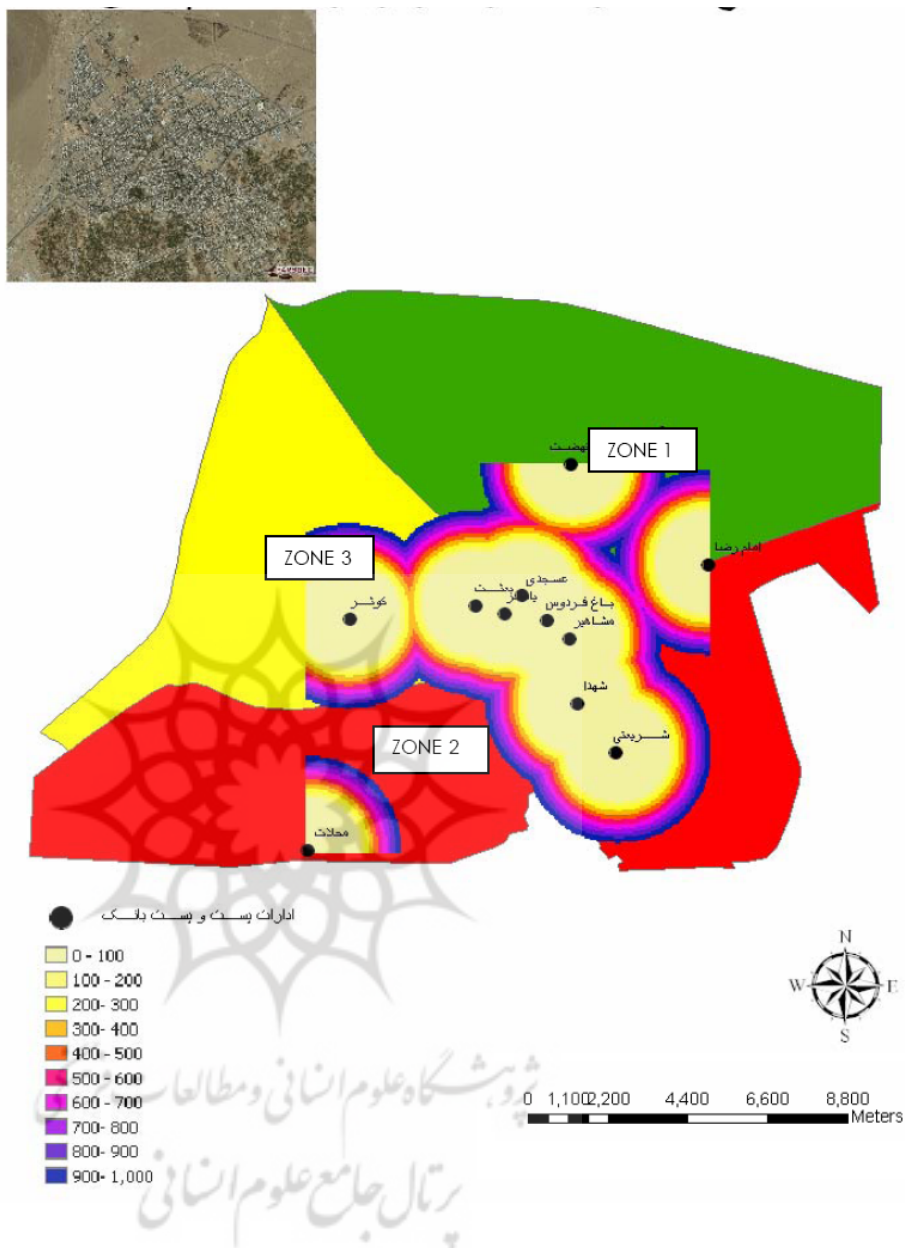 نهضت
ZONE 1
امام رضا
ZONE 3
عسجدی
بعثت
کوثر
باغ فردوس
مشاهیر
شهدا
شریعتی
ZONE 2
محلات
ادارات پست و پست بانک
0 - 100
100 - 200
200- 300
300- 400
400- 500
500- 600
600- 700
700- 800
800- 900
900- 1,000
N
W
E
S
0 1,100 2,200 4,400 6,600 8,800
Meters
پژوهشگاه علوم انسانی و مطالعات فرهنگی
پرتال جامع علوم انسانی